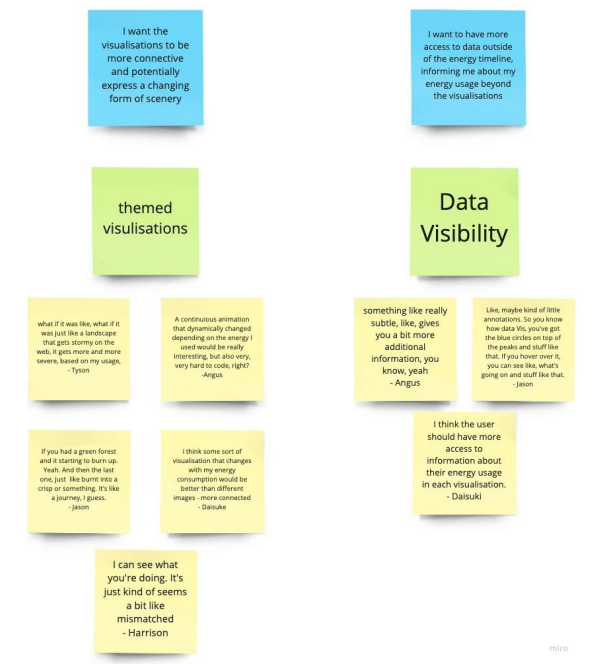 I want the
visualisations to be
more connective
and potentially
express a changing
form of scenery
I want to have more
access to data outside
of the energy timeline,
informing me about my
energy usage beyond
the visualisations
themed
visulisations
Data
Visibility
what if it was like, what if it
was just like a landscape
that gets stormy on the
web, it gets more and more
severe, based on my usage,
- Tyson
A continuious animation
that dynamically changed
depending on the energy I
used would be really
interesting, but also very,
very hard to code, right?
-Angus
something like really
subtle, like, gives
you a bit more
additional
information, you
know, yeah
- Angus
Like, maybe kind of little
annotations. So you know
how data Vis, you've got
the blue circles on top of
the peaks and stuff like
that. If you hover over it,
you can see like, what's
going on and stuff like that.
- Jason
If you had a green forest
and it starting to burn up.
Yeah. And then the last
one, just like burnt into a
crisp or something. It's like
a journey, I guess.
- Jason
I think some sort of
visualisation that changes
with my energy
consumption would be
better than different
images - more connected
- Daisuke
I think the user
should have more
access to
information about
their energy usage
in each visualisation.
- Daisuki
I can see what
you're doing. It's
just kind of seems
a bit like
mismatched
- Harrison
miro